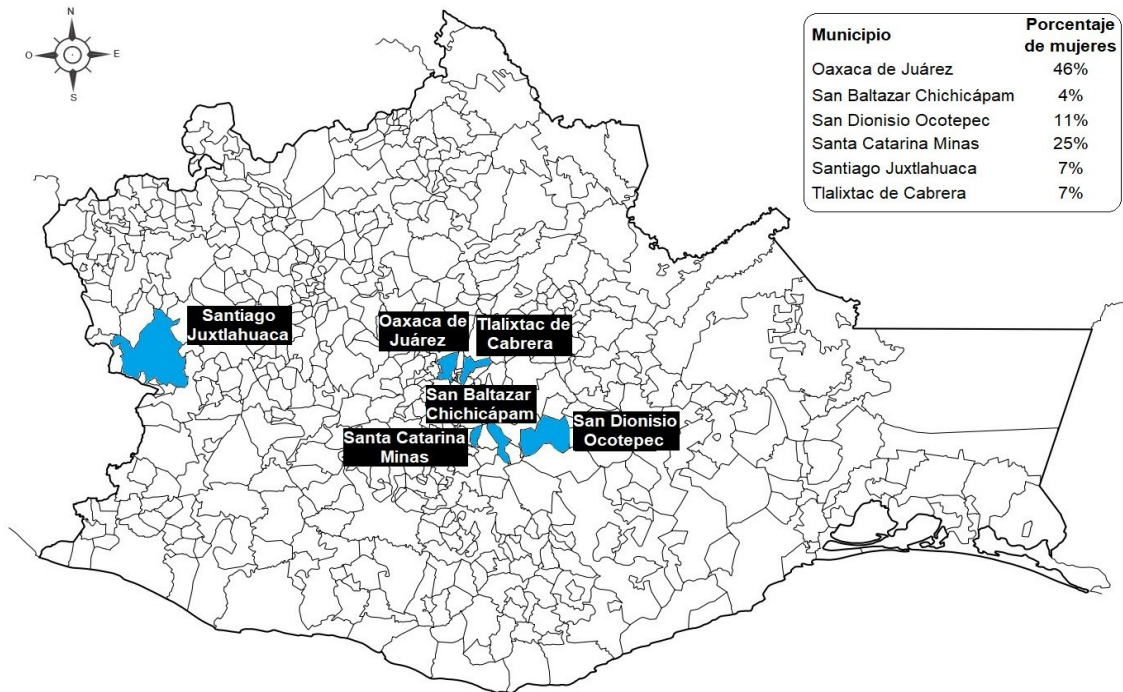 N
O
E
S
Municipio Porcentaje de mujeres
Oaxaca de Juárez 46%
San Baltazar Chichicápam 4%
San Dionisio Ocotepec 11%
Santa Catarina Minas 25%
Santiago Juxtlahuaca 7%
Tlalixtac de Cabrera 7%
Santiago
Juxtlahuaca
Oaxaca de
Juárez
Tlalixtac de
Cabrera
San Baltazar
Chichicápam
San Dionisio
Ocotepec
Santa Catarina
Minas